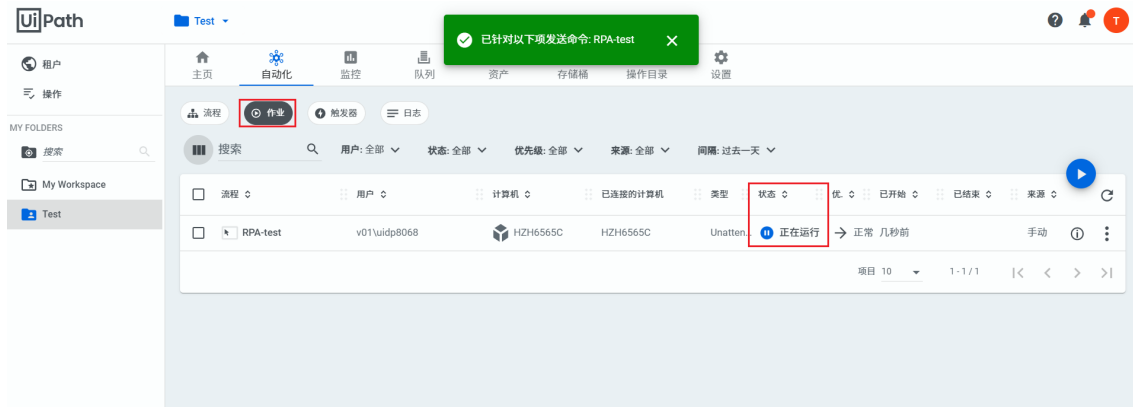 UiPath
Test
已针对以下项发送命令: RPA-test
T
租户
操作
MY FOLDERS
搜索
My Workspace
Test
主页
自动化
监控
队列
资产
存储桶
操作目录
设置
流程
作业
触发器
日志
搜索
用户: 全部
状态: 全部
优先级: 全部
来源: 全部
间隔: 过去一天
流程 用户 计算机 已连接的计算机 类型 状态 优. 已开始 已结束 来源
RPA-test v01\uidp8068 HZH6565C HZH6565C Unatten... 正在运行 正常 几秒前 手动
项目 10 1 - 1 / 1